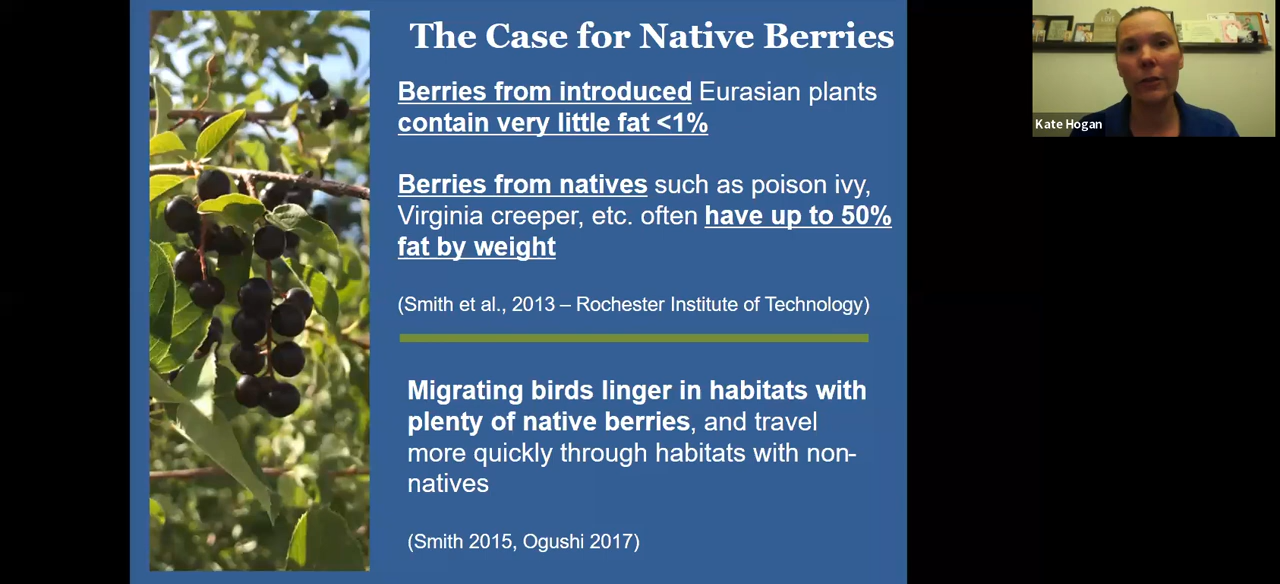 The Case for Native Berries
Berries from introduced Eurasian plants
contain very little fat <1%
Berries from natives such as poison ivy,
Virginia creeper, etc. often have up to 50%
fat by weight
(Smith et al., 2013 – Rochester Institute of Technology)
Migrating birds linger in habitats with
plenty of native berries, and travel
more quickly through habitats with non-
natives
(Smith 2015, Ogushi 2017)
Kate Hogan